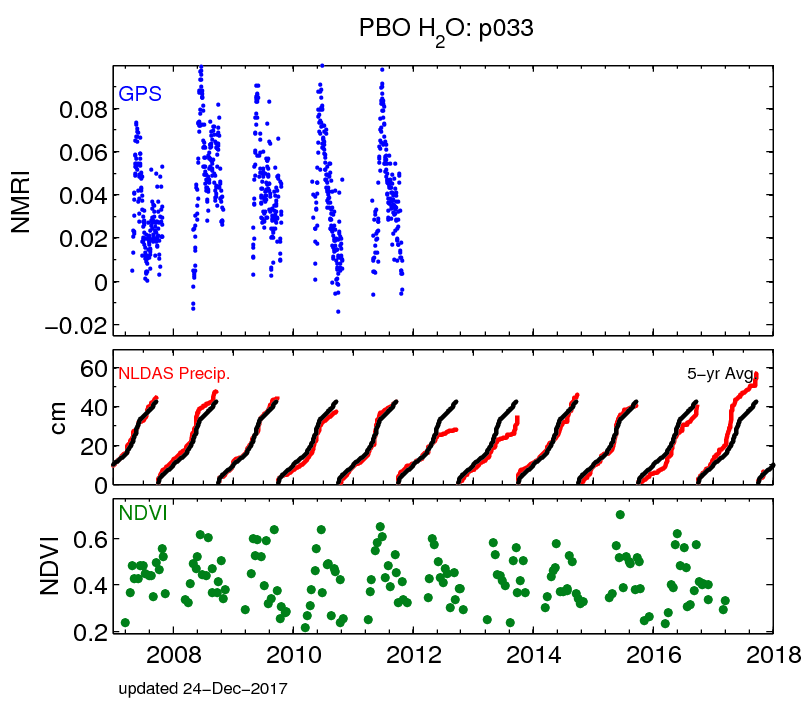 PBO H2O: p033
GPS
NMRI
0.08
0.06
0.04
0.02
0
−0.02
NLDAS Precip.
5−yr Avg
cm
60
40
20
0
NDVI
NDVI
0.6
0.4
0.2
2008 2010 2012 2014 2016 2018
updated 24−Dec−2017